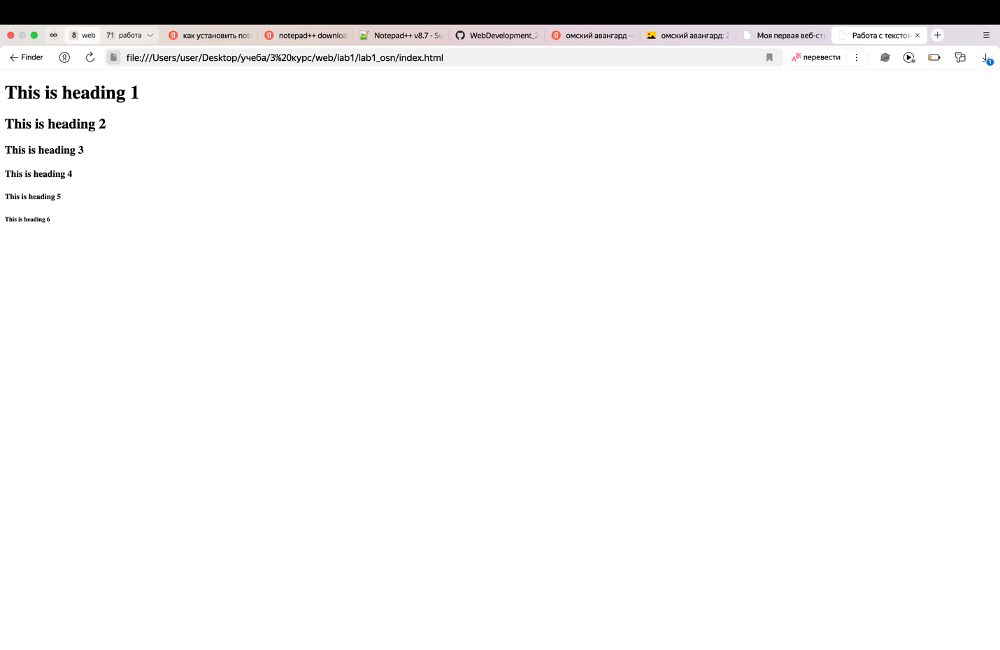 ∞ 8 web 71 работа Я как установить note Я notepad++ downloa Notepad++ v8.7 - Su WebDevelopment_2 Я омский авангард — омский авангард: 2 Моя первая веб-стр Работа с текстом
Finder Я file:///Users/user/Desktop/учеба/3%20курс/web/lab1/lab1_osn/index.html перевести 1
This is heading 1
This is heading 2
This is heading 3
This is heading 4
This is heading 5
This is heading 6